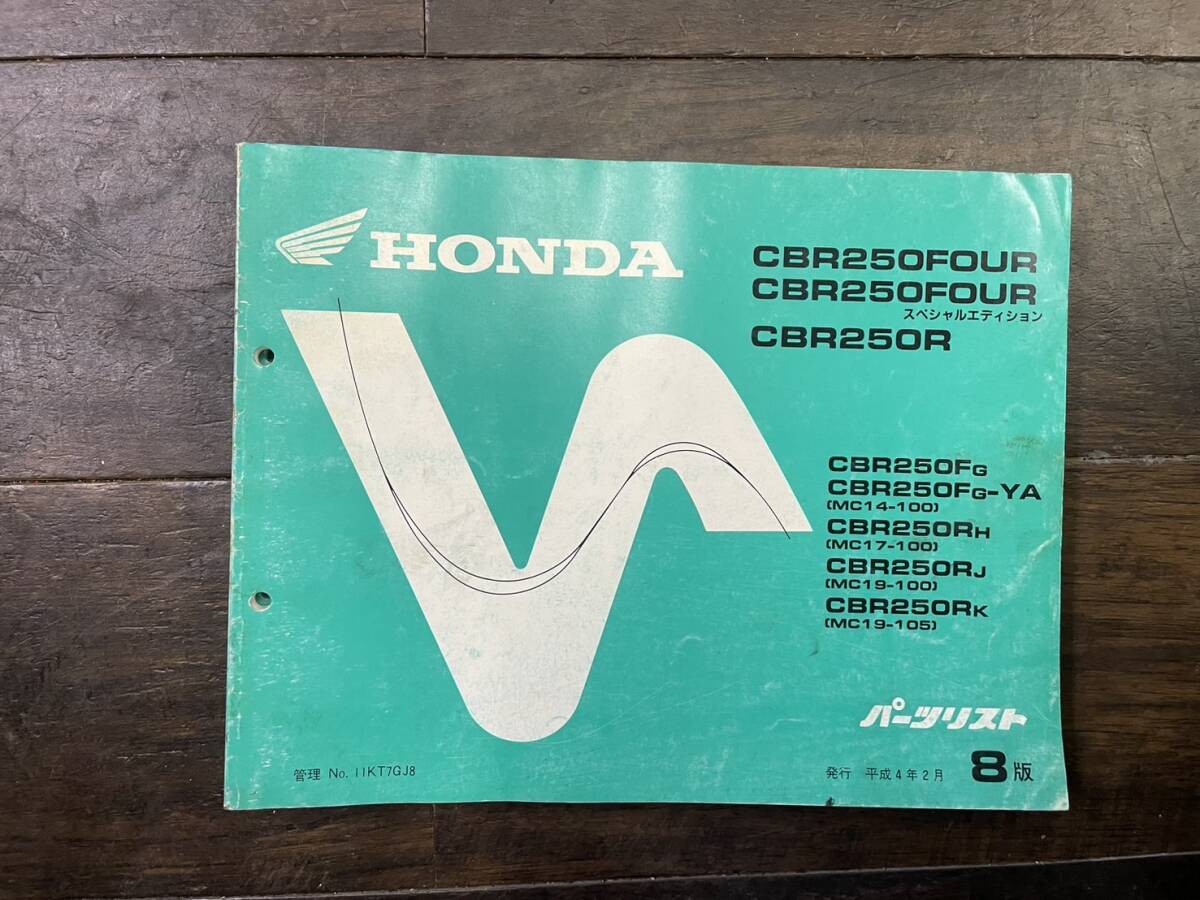 HONDA
CBR250FOUR
CBR250FOUR
スペシャルエディション
CBR250R
CBR250FG
CBR250FG-YA
(MC14-100)
CBR250RH
(MC17-100)
CBR250RJ
(MC19-100)
CBR250RK
(MC19-105)
パーツリスト
管理 No. 11KT7GJ8
発行 平成4年2月 8版